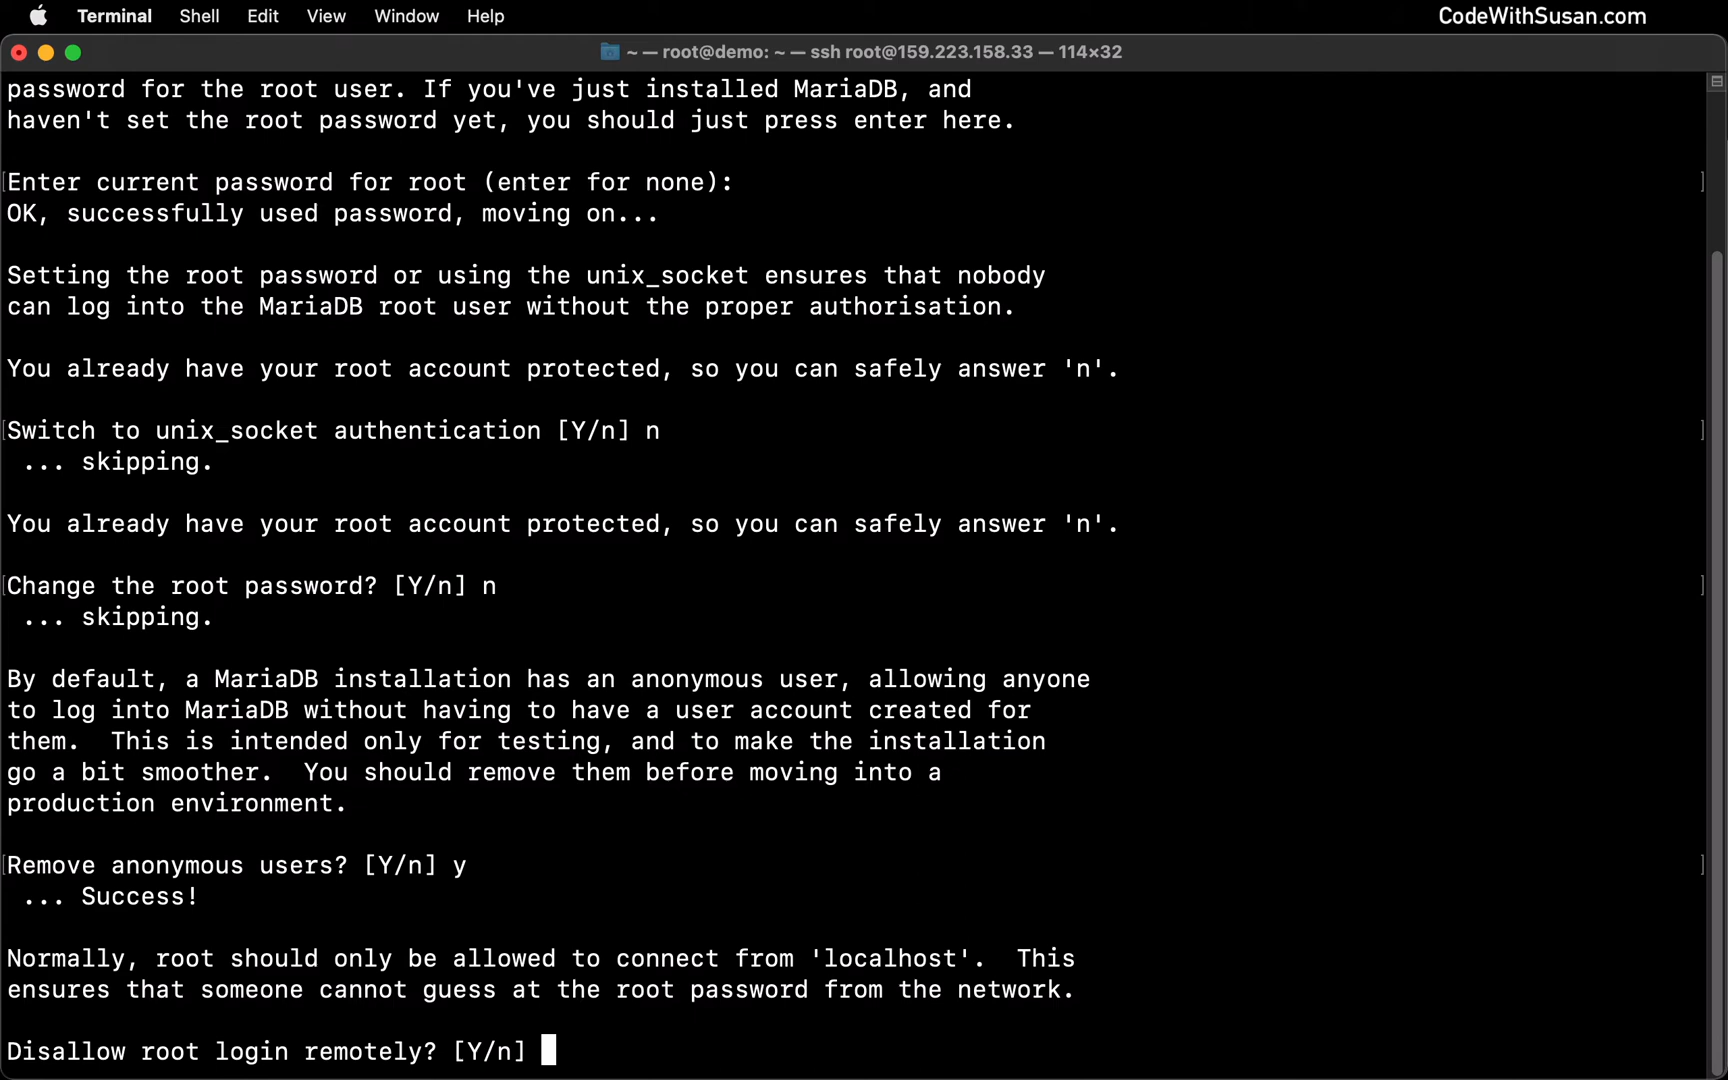 Terminal Shell Edit View Window Help CodeWithSusan.com
~ — root@demo: ~ — ssh root@159.223.158.33 — 114×32
password for the root user. If you've just installed MariaDB, and
haven't set the root password yet, you should just press enter here.
[Enter current password for root (enter for none): ]
OK, successfully used password, moving on...
Setting the root password or using the unix_socket ensures that nobody
can log into the MariaDB root user without the proper authorisation.
You already have your root account protected, so you can safely answer 'n'.
[Switch to unix_socket authentication [Y/n] n ]
... skipping.
You already have your root account protected, so you can safely answer 'n'.
[Change the root password? [Y/n] n ]
... skipping.
By default, a MariaDB installation has an anonymous user, allowing anyone
to log into MariaDB without having to have a user account created for
them.  This is intended only for testing, and to make the installation
go a bit smoother.  You should remove them before moving into a
production environment.
[Remove anonymous users? [Y/n] y ]
... Success!
Normally, root should only be allowed to connect from 'localhost'.  This
ensures that someone cannot guess at the root password from the network.
Disallow root login remotely? [Y/n]